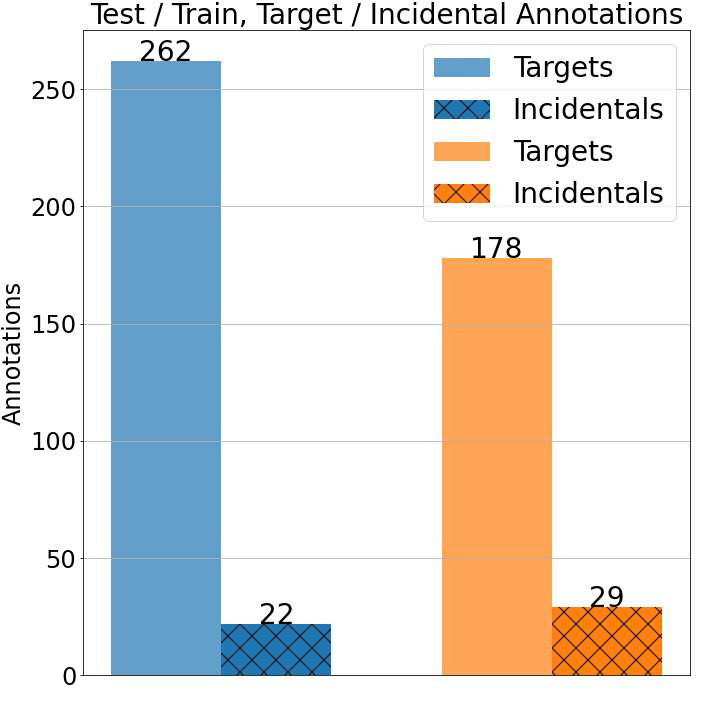 Test / Train, Target / Incidental Annotations
262
250
Targets
Incidentals
Targets
Incidentals
200
178
150
Annotations
100
50
29
22
0